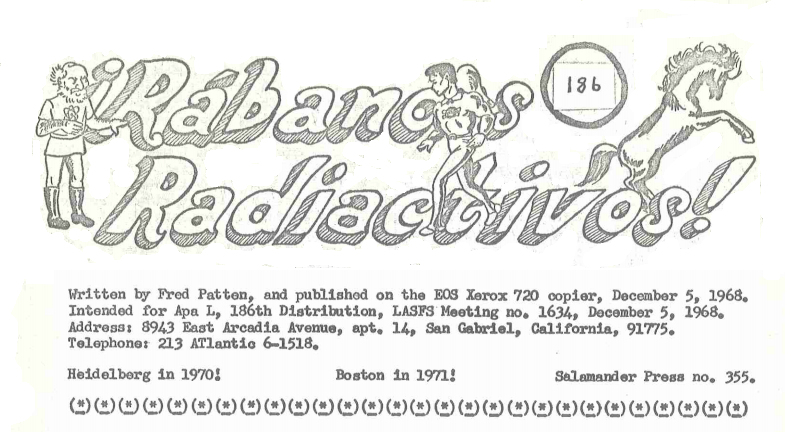 ¡Rábanos
186
Radiactivos!
Written by Fred Patten, and published on the EOS Xerox 720 copier, December 5, 1968.
Intended for Apa L, 186th Distribution, LASFS Meeting no. 1634, December 5, 1968.
Address: 8943 East Arcadia Avenue, apt. 14, San Gabriel, California, 91775.
Telephone: 213 ATlantic 6-1518.
Heidelberg in 1970! Boston in 1971! Salamander Press no. 355.
(*)(*)(*)(*)(*)(*)(*)(*)(*)(*)(*)(*)(*)(*)(*)(*)(*)(*)(*)(*)(*)(*)(*)(*)(*)(*)(*)(*)